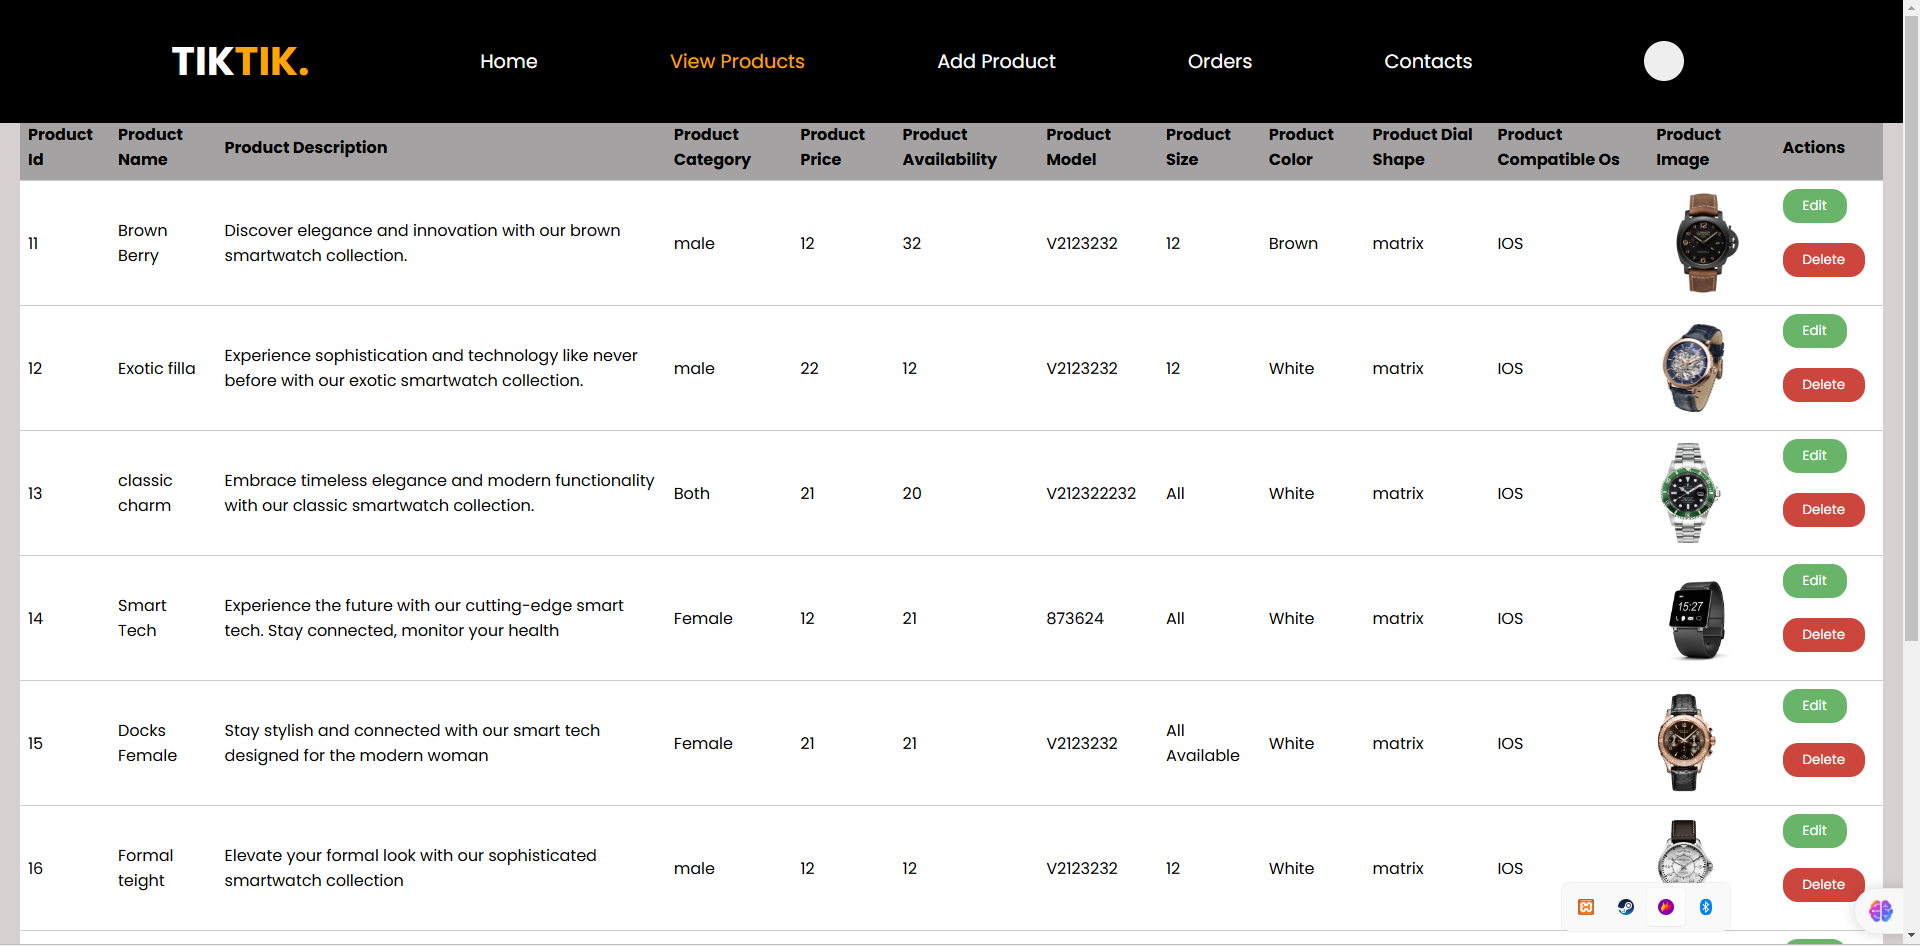 TIKTIK.
Home
View Products
Add Product
Orders
Contacts
Product Id
Product Name
Product Description
Product Category
Product Price
Product Availability
Product Model
Product Size
Product Color
Product Dial Shape
Product Compatible Os
Product Image
Actions
11
Brown Berry
Discover elegance and innovation with our brown
smartwatch collection.
male
12
32
V2123232
12
Brown
matrix
IOS
Edit
Delete
12
Exotic filla
Experience sophistication and technology like never
before with our exotic smartwatch collection.
male
22
12
V2123232
12
White
matrix
IOS
Edit
Delete
13
classic charm
Embrace timeless elegance and modern functionality
with our classic smartwatch collection.
Both
21
20
V212322232
All
White
matrix
IOS
Edit
Delete
14
Smart Tech
Experience the future with our cutting-edge smart
tech. Stay connected, monitor your health
Female
12
21
873624
All
White
matrix
IOS
15:27
Edit
Delete
15
Docks Female
Stay stylish and connected with our smart tech
designed for the modern woman
Female
21
21
V2123232
All Available
White
matrix
IOS
Edit
Delete
16
Formal teight
Elevate your formal look with our sophisticated
smartwatch collection
male
12
12
V2123232
12
White
matrix
IOS
Edit
Delete